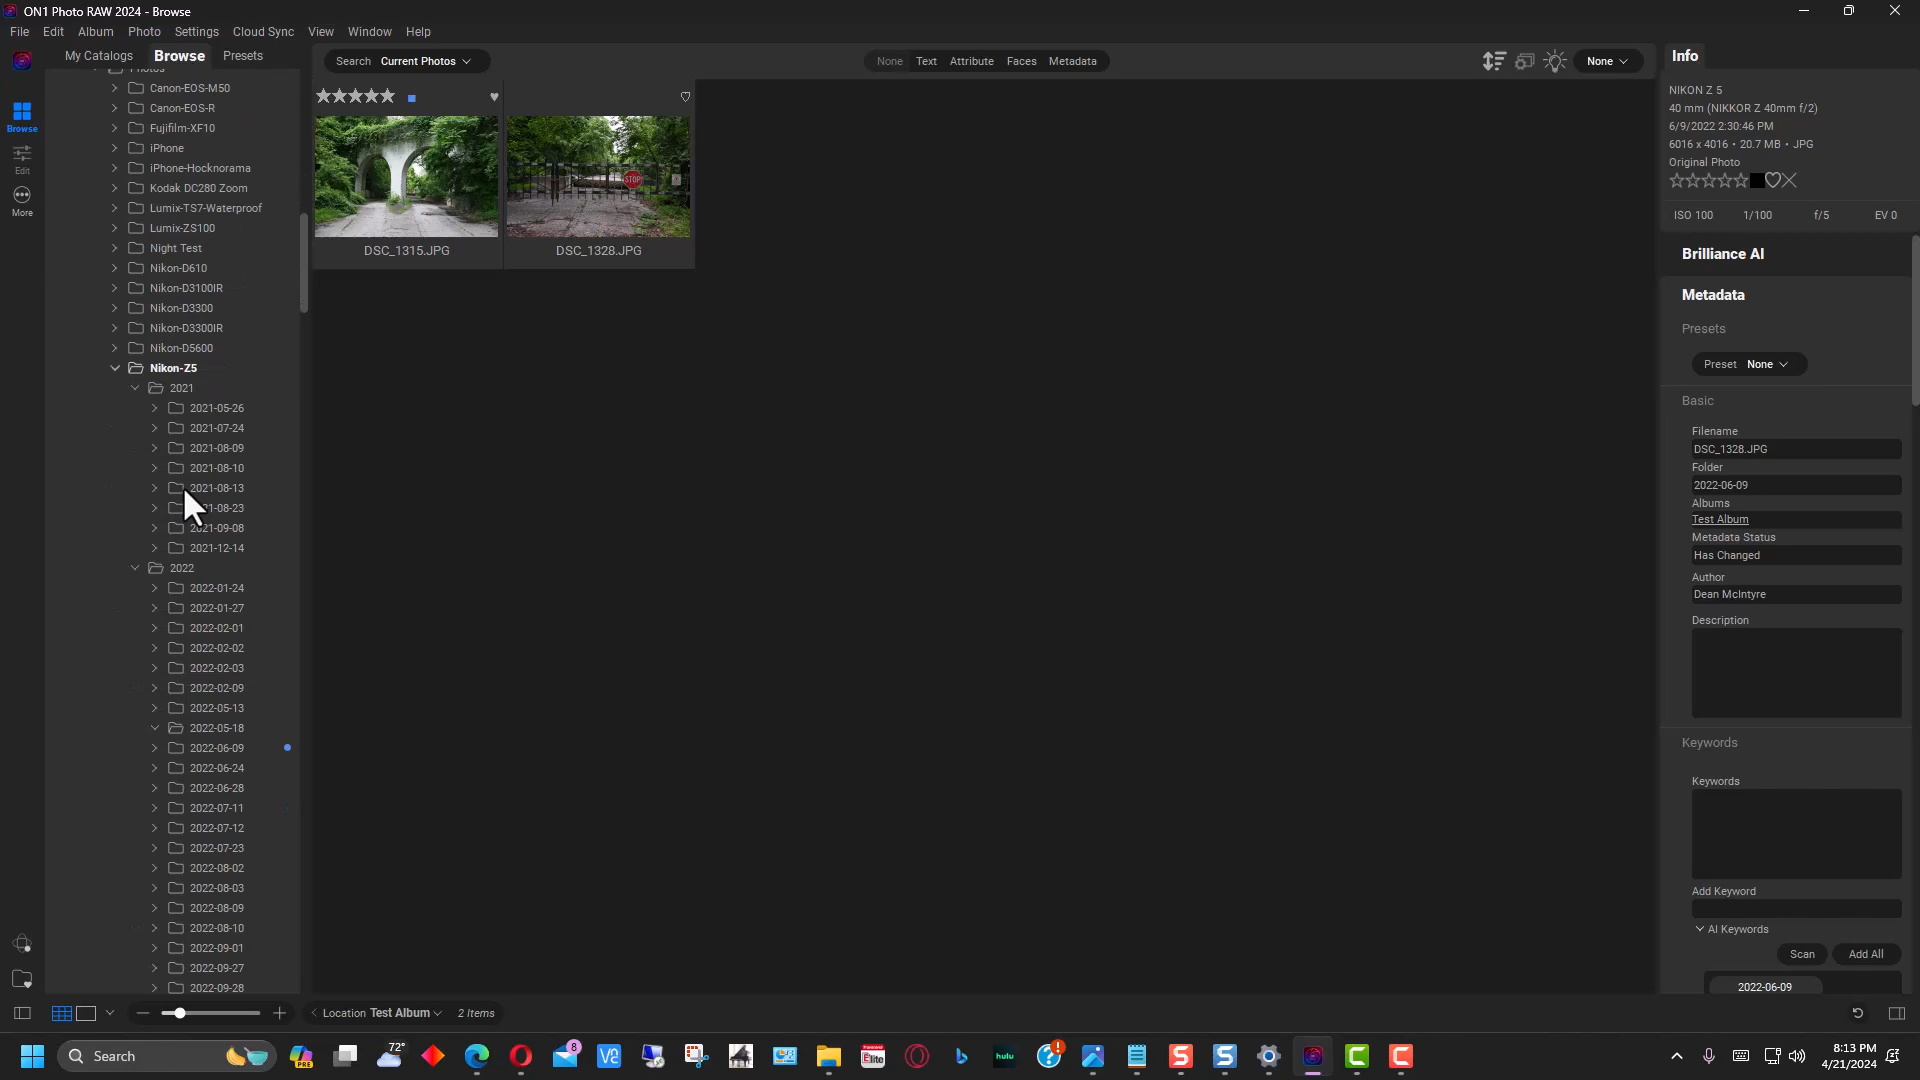 ON1 Photo RAW 2024 - Browse
File Edit Album Photo Settings Cloud Sync View Window Help
My Catalogs Browse Presets
Search Current Photos
None Text Attribute Faces Metadata
None
Info
Photos
Canon-EOS-M50
Canon-EOS-R
Fujifilm-XF10
iPhone
iPhone-Hocknorama
Kodak DC280 Zoom
Lumix-TS7-Waterproof
Lumix-ZS100
Night Test
Nikon-D610
Nikon-D3100IR
Nikon-D3300
Nikon-D3300IR
Nikon-D5600
Nikon-Z5
2021
2021-05-26
2021-07-24
2021-08-09
2021-08-10
2021-08-13
21-08-23
2021-09-08
2021-12-14
2022
2022-01-24
2022-01-27
2022-02-01
2022-02-02
2022-02-03
2022-02-09
2022-05-13
2022-05-18
2022-06-09
2022-06-24
2022-06-28
2022-07-11
2022-07-12
2022-07-23
2022-08-02
2022-08-03
2022-08-09
2022-08-10
2022-09-01
2022-09-27
2022-09-28
Browse
Edit
More
STOP
DSC_1315.JPG DSC_1328.JPG
NIKON Z 5
40 mm (NIKKOR Z 40mm f/2)
6/9/2022 2:30:46 PM
6016 x 4016 • 20.7 MB • JPG
Original Photo
ISO 100 1/100 f/5 EV 0
Brilliance AI
Metadata
Presets
Preset None
Basic
Filename
DSC_1328.JPG
Folder
2022-06-09
Albums
Test Album
Metadata Status
Has Changed
Author
Dean McIntyre
Description
Keywords
Keywords
Add Keyword
AI Keywords
Scan Add All
2022-06-09
Location Test Album 2 Items
Search
PRE
72°
8
hulu
Elite
8:13 PM
4/21/2024